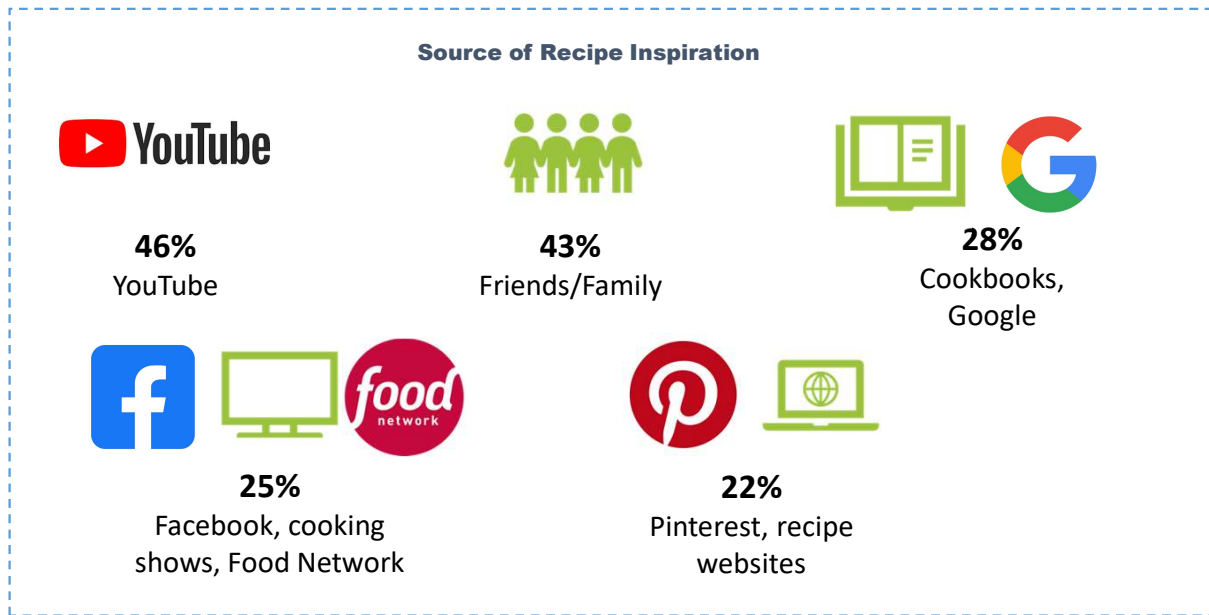 Source of Recipe Inspiration
YouTube
46%
YouTube
43%
Friends/Family
28%
Cookbooks,
Google
food
network
25%
Facebook, cooking
shows, Food Network
22%
Pinterest, recipe
websites